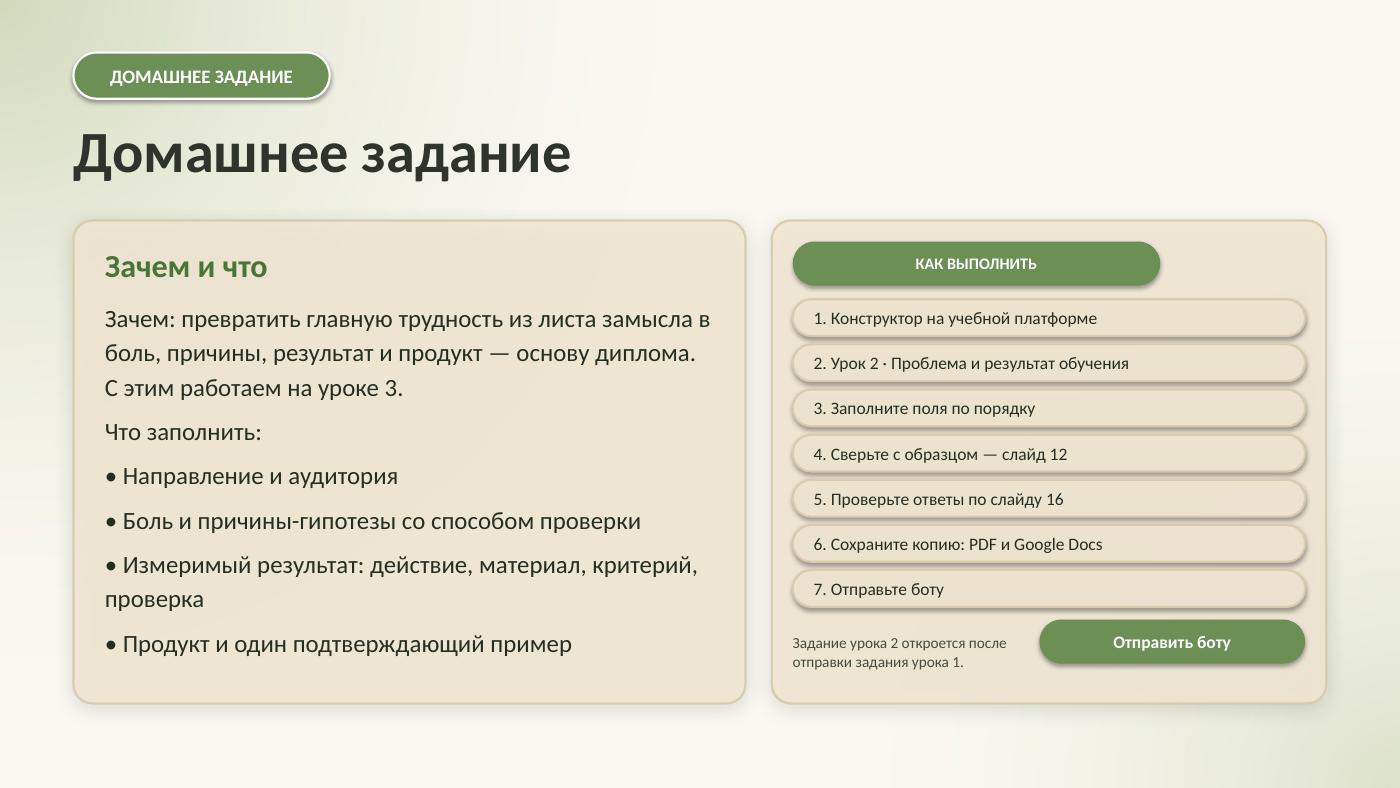 ДОМАШНЕЕ ЗАДАНИЕ
Домашнее задание
Зачем и что
Зачем: превратить главную трудность из листа замысла в
боль, причины, результат и продукт — основу диплома.
С этим работаем на уроке 3.
Что заполнить:
• Направление и аудитория
• Боль и причины-гипотезы со способом проверки
• Измеримый результат: действие, материал, критерий,
проверка
• Продукт и один подтверждающий пример
КАК ВЫПОЛНИТЬ
1. Конструктор на учебной платформе
2. Урок 2 · Проблема и результат обучения
3. Заполните поля по порядку
4. Сверьте с образцом — слайд 12
5. Проверьте ответы по слайду 16
6. Сохраните копию: PDF и Google Docs
7. Отправьте боту
Задание урока 2 откроется после
отправки задания урока 1.
Отправить боту